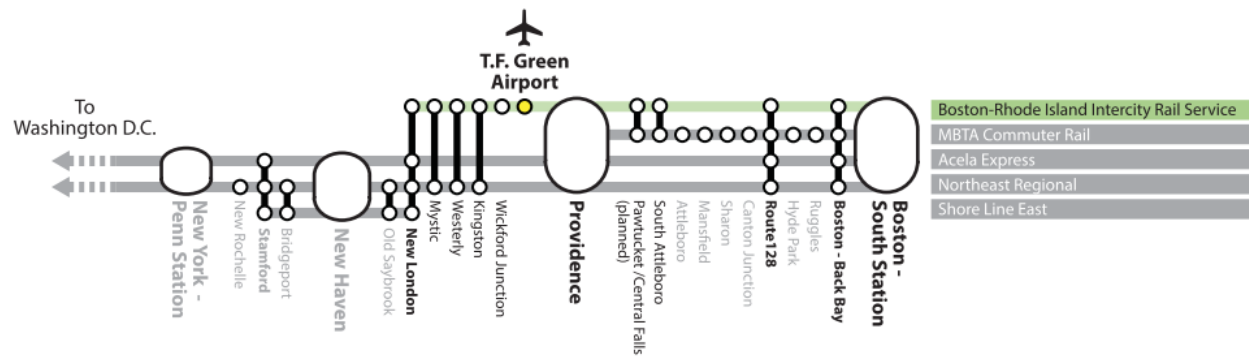 T.F. Green
Airport
To
Washington D.C.
Boston-Rhode Island Intercity Rail Service
MBTA Commuter Rail
Acela Express
Northeast Regional
Shore Line East
New York -
Penn Station
New Rochelle
Stamford
Bridgeport
New Haven
Old Saybrook
New London
Mystic
Westerly
Kingston
Wickford Junction
Providence
Pawtucket /Central Falls
(planned)
South Attleboro
Attleboro
Mansfield
Sharon
Canton Junction
Route128
Hyde Park
Ruggles
Boston - Back Bay
Boston -
South Station